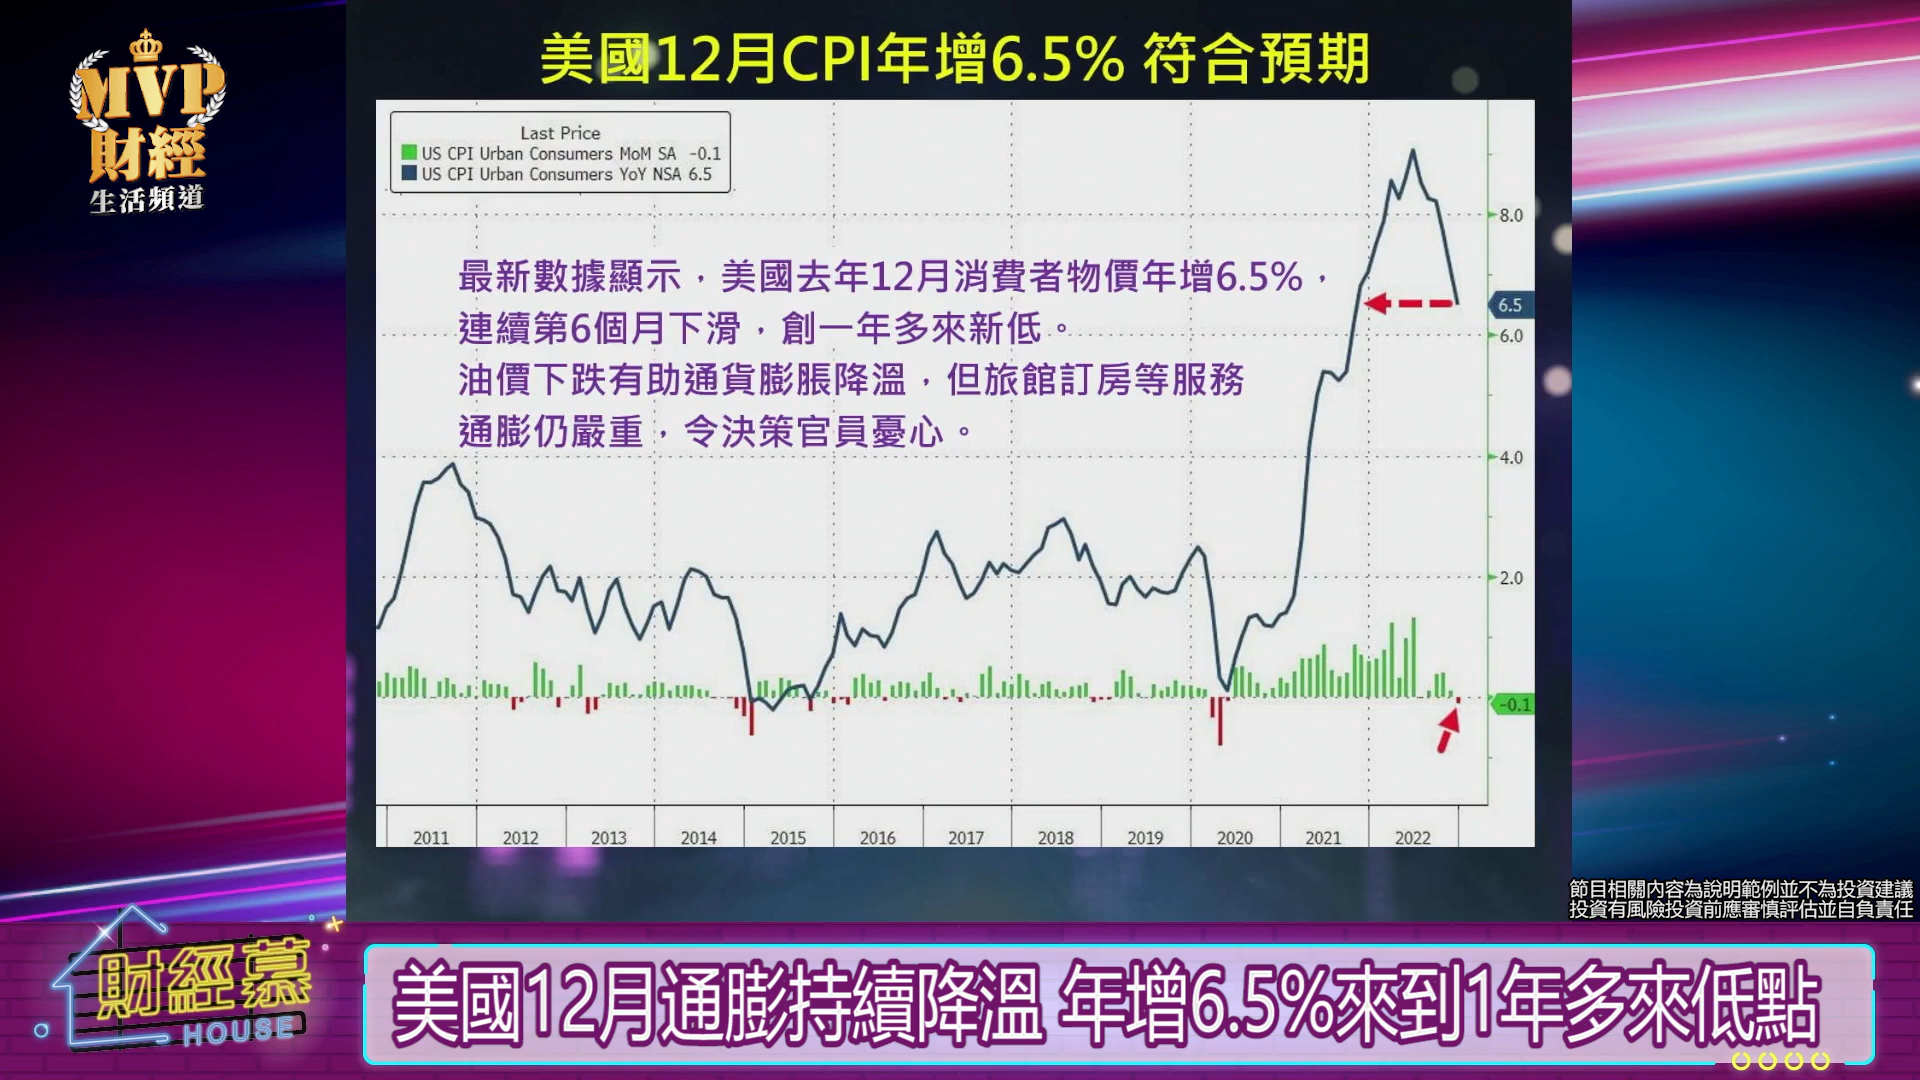 MVP
財經
生活頻道
美國12月CPI年增6.5% 符合預期
Last Price
US CPI Urban Consumers MoM SA -0.1
US CPI Urban Consumers YoY NSA 6.5
最新數據顯示，美國去年12月消費者物價年增6.5%，
連續第6個月下滑，創一年多來新低。
油價下跌有助通貨膨脹降溫，但旅館訂房等服務
通膨仍嚴重，令決策官員憂心。
8.0
6.5
6.0
4.0
2.0
-0.1
2011 2012 2013 2014 2015 2016 2017 2018 2019 2020 2021 2022
節目相關內容為說明範例並不為投資建議
投資有風險投資前應審慎評估並自負責任
財經慕
HOUSE
美國12月通膨持續降溫 年增6.5%來到1年多來低點